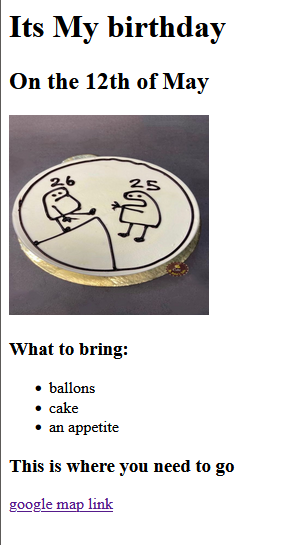 Its My birthday
On the 12th of May
26 25
What to bring:
ballons
cake
an appetite
This is where you need to go
google map link